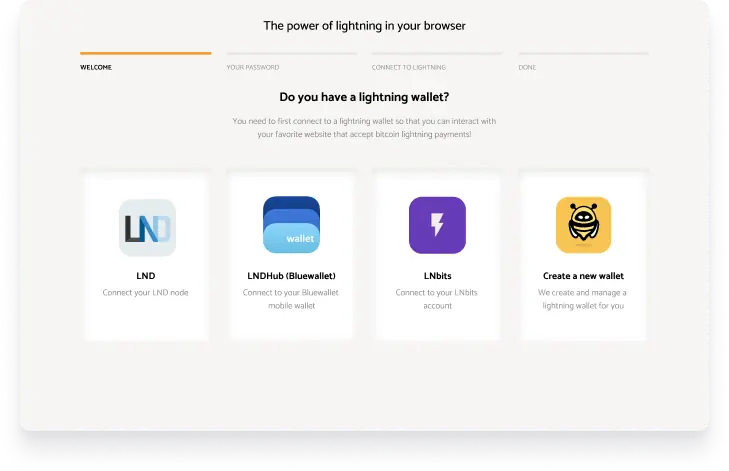 The power of lightning in your browser
WELCOME
YOUR PASSWORD
CONNECT TO LIGHTNING
DONE
Do you have a lightning wallet?
You need to first connect to a lightning wallet so that you can interact with
your favorite website that accept bitcoin lightning payments!
LND
wallet
LND
Connect your LND node
LNDHub (Bluewallet)
Connect to your Bluewallet
mobile wallet
LNbits
Connect to your LNbits
account
Create a new wallet
We create and manage a
lightning wallet for you